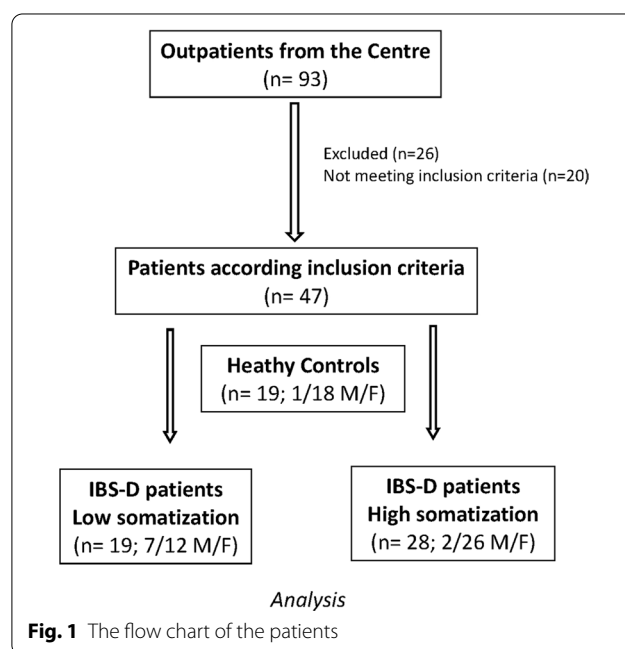 Outpatients from the Centre
(n= 93)
Excluded (n=26)
Not meeting inclusion criteria (n=20)
Patients according inclusion criteria
(n= 47)
Heathy Controls
(n= 19; 1/18 M/F)
IBS-D patients
Low somatization
(n= 19; 7/12 M/F)
IBS-D patients
High somatization
(n= 28; 2/26 M/F)
Analysis
Fig. 1 The flow chart of the patients